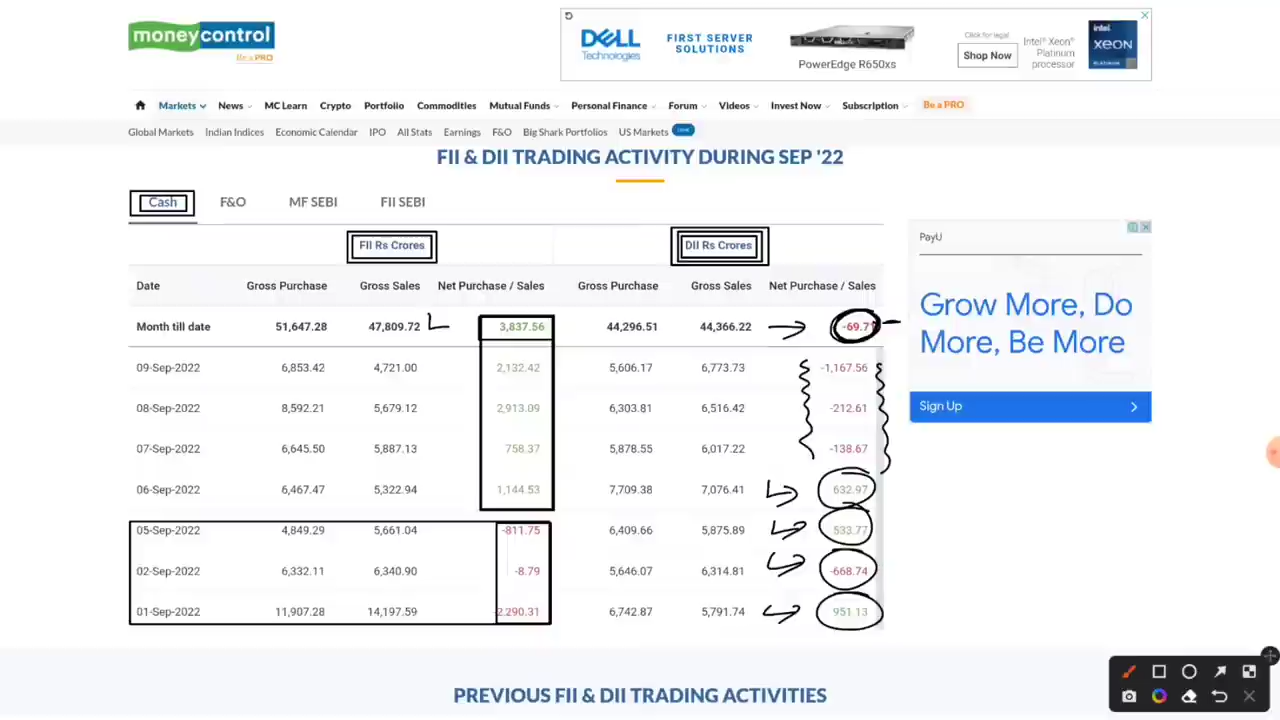 moneycontrol
Be a PRO
DELL Technologies
FIRST SERVER SOLUTIONS
PowerEdge R650xs
Click for legal
Shop Now
Intel® Xeon® Platinum processor
intel XEON PLATINUM
Markets News MC Learn Crypto Portfolio Commodities Mutual Funds Personal Finance Forum Videos Invest Now Subscription Be a PRO
Global Markets Indian Indices Economic Calendar IPO All Stats Earnings F&O Big Shark Portfolios US Markets
FII & DII TRADING ACTIVITY DURING SEP '22
Cash F&O MF SEBI FII SEBI
FII Rs Crores DII Rs Crores
Date Gross Purchase Gross Sales Net Purchase / Sales Gross Purchase Gross Sales Net Purchase / Sales
Month till date 51,647.28 47,809.72 3,837.56 44,296.51 44,366.22 -69.71
09-Sep-2022 6,853.42 4,721.00 2,132.42 5,606.17 6,773.73 -1,167.56
08-Sep-2022 8,592.21 5,679.12 2,913.09 6,303.81 6,516.42 -212.61
07-Sep-2022 6,645.50 5,887.13 758.37 5,878.55 6,017.22 -138.67
06-Sep-2022 6,467.47 5,322.94 1,144.53 7,709.38 7,076.41 632.97
05-Sep-2022 4,849.29 5,661.04 -811.75 6,409.66 5,875.89 533.77
02-Sep-2022 6,332.11 6,340.90 -8.79 5,646.07 6,314.81 -668.74
01-Sep-2022 11,907.28 14,197.59 -2,290.31 6,742.87 5,791.74 951.13
PayU
Grow More, Do
More, Be More
Sign Up
PREVIOUS FII & DII TRADING ACTIVITIES